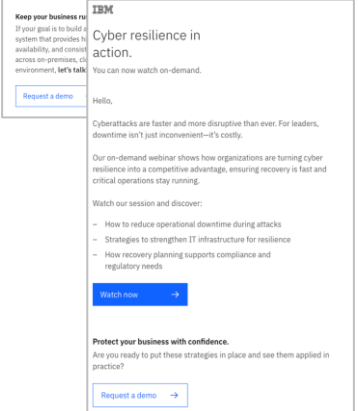 Keep your business ru
If your goal is to build a
system that provides h
availability, and consist
across on-premises, cl
environment, let's talk
Request a demo
IBM
Cyber resilience in
action.
You can now watch on-demand.
Hello,
Cyberattacks are faster and more disruptive than ever. For leaders,
downtime isn't just inconvenient—it's costly.
Our on-demand webinar shows how organizations are turning cyber
resilience into a competitive advantage, ensuring recovery is fast and
critical operations stay running.
Watch our session and discover:
– How to reduce operational downtime during attacks
– Strategies to strengthen IT infrastructure for resilience
– How recovery planning supports compliance and
regulatory needs
Watch now →
Protect your business with confidence.
Are you ready to put these strategies in place and see them applied in
practice?
Request a demo →